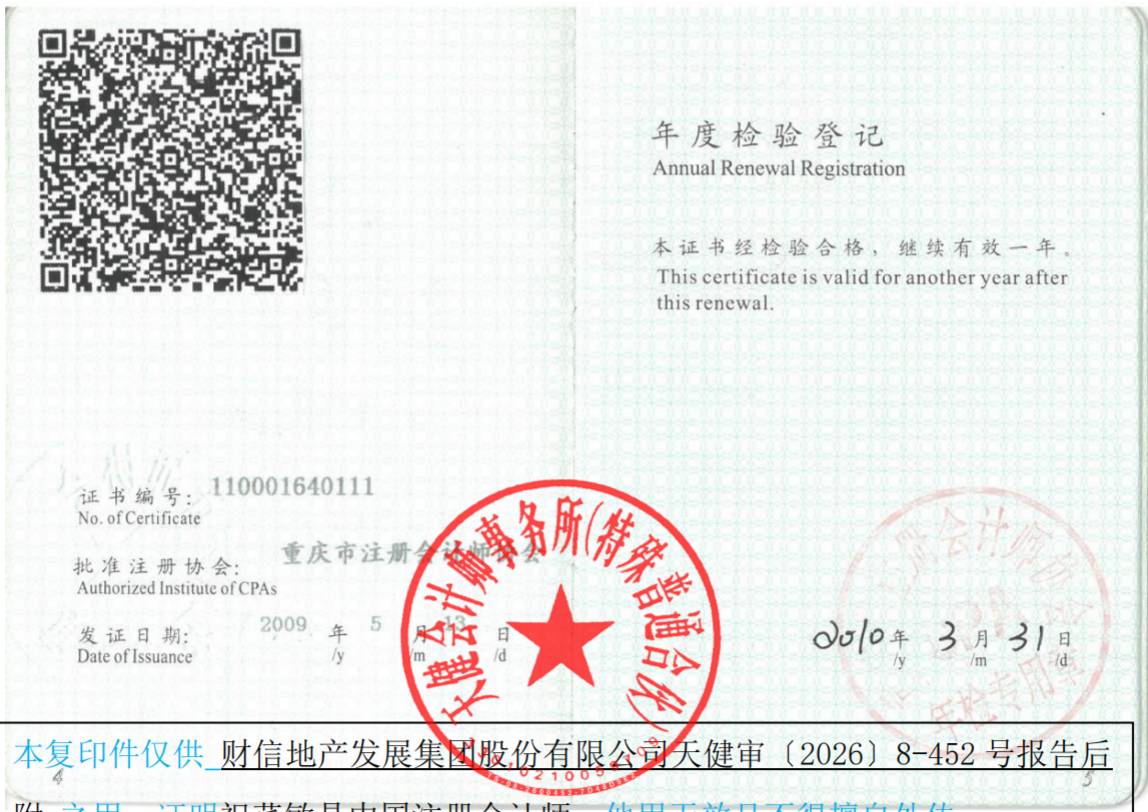 证书编号: 110001640111
No. of Certificate
批准注册协会: 重庆市注册会计师协会
Authorized Institute of CPAs
发证日期: 2009 年 5 月 13 日
Date of Issuance /y /m /d
天健会计师事务所(特殊普通合伙)
4
年度检验登记
Annual Renewal Registration
本证书经检验合格，继续有效一年。
This certificate is valid for another year after
this renewal.
2010 年 3 月 31 日
/y /m /d
年检专用章
5
本复印件仅供 财信地产发展集团股份有限公司天健审〔2026〕8-452 号报告后